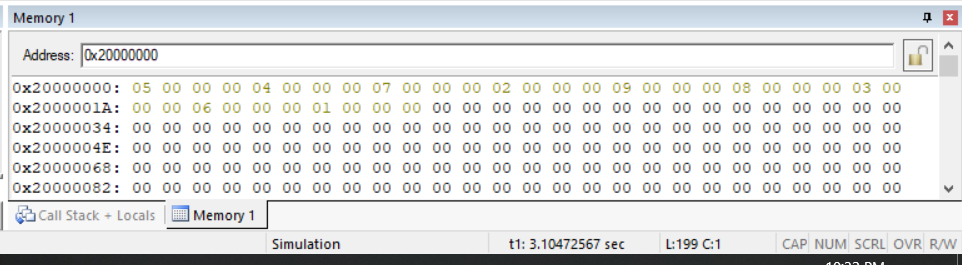 Memory 1
Address: 0x20000000
0x20000000: 05 00 00 00 04 00 00 00 07 00 00 00 02 00 00 00 09 00 00 00 08 00 00 00 03 00
0x2000001A: 00 00 06 00 00 00 01 00 00 00 00 00 00 00 00 00 00 00 00 00 00 00 00 00 00 00
0x20000034: 00 00 00 00 00 00 00 00 00 00 00 00 00 00 00 00 00 00 00 00 00 00 00 00 00 00
0x2000004E: 00 00 00 00 00 00 00 00 00 00 00 00 00 00 00 00 00 00 00 00 00 00 00 00 00 00
0x20000068: 00 00 00 00 00 00 00 00 00 00 00 00 00 00 00 00 00 00 00 00 00 00 00 00 00 00
0x20000082: 00 00 00 00 00 00 00 00 00 00 00 00 00 00 00 00 00 00 00 00 00 00 00 00 00 00
Call Stack + Locals Memory 1
Simulation t1: 3.10472567 sec L:199 C:1 CAP NUM SCRL OVR R/W